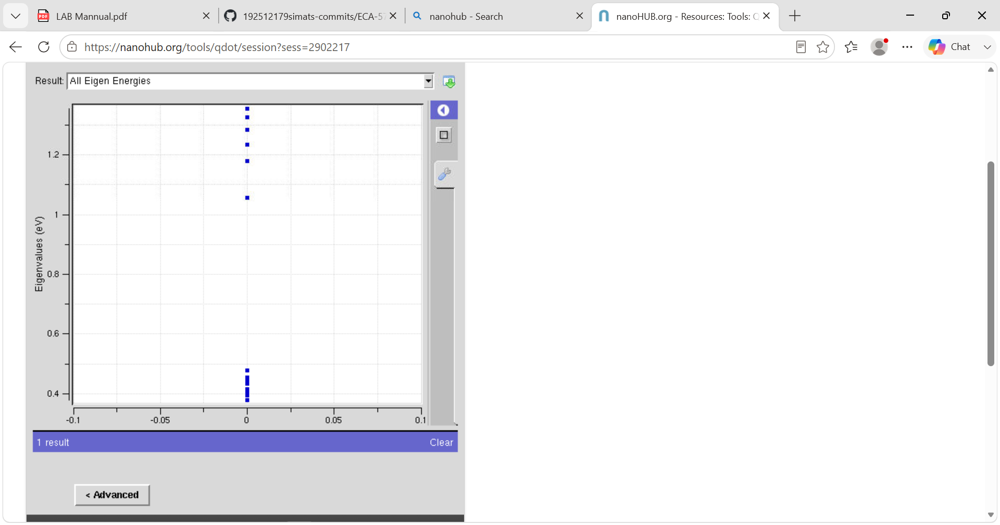 LAB Mannual.pdf
192512179simats-commits/ECA-57
nanohub - Search
nanoHUB.org - Resources: Tools: Q
https://nanohub.org/tools/qdot/session?sess=2902217
Chat
Result: All Eigen Energies
Eigenvalues (eV)
1.2
1
0.8
0.6
0.4
-0.1 -0.05 0 0.05 0.1
1 result Clear
< Advanced